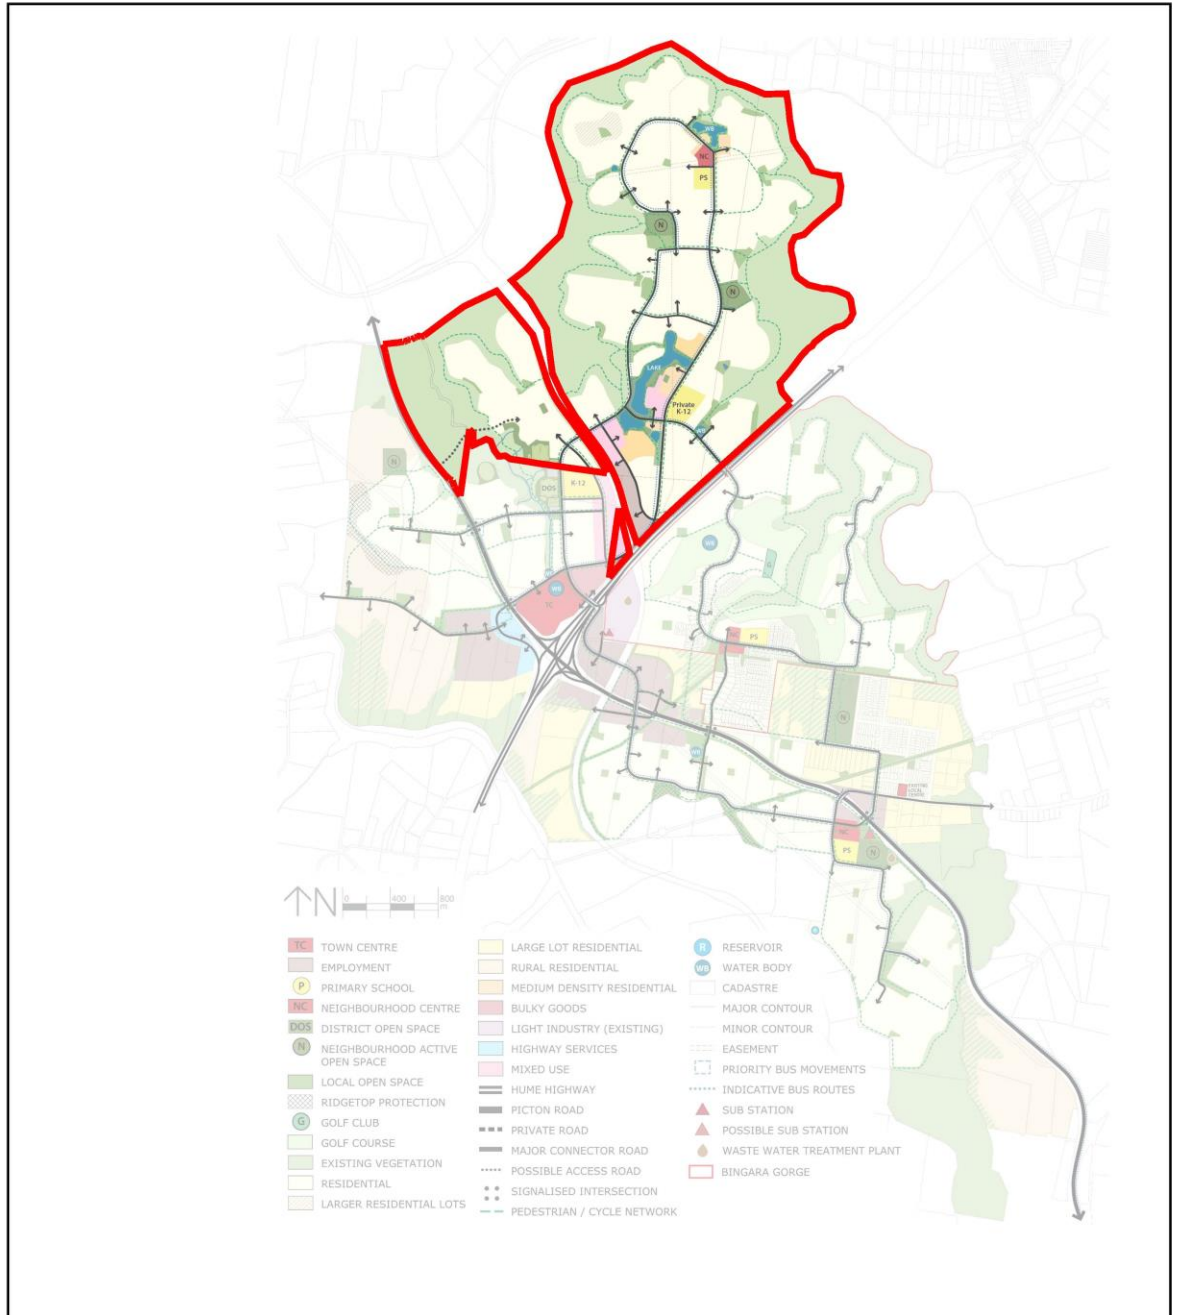 WB
NC
PS
N
N
LAKE
Private
K-12
WB
N
K-12
DOS
WB
G
WB
TC
NC
PS
N
WB
NC
PS
N
R
N
0 400 800
m
TC TOWN CENTRE
EMPLOYMENT
P PRIMARY SCHOOL
NC NEIGHBOURHOOD CENTRE
DOS DISTRICT OPEN SPACE
N NEIGHBOURHOOD ACTIVE
OPEN SPACE
LOCAL OPEN SPACE
RIDGETOP PROTECTION
G GOLF CLUB
GOLF COURSE
EXISTING VEGETATION
RESIDENTIAL
LARGER RESIDENTIAL LOTS
LARGE LOT RESIDENTIAL
RURAL RESIDENTIAL
MEDIUM DENSITY RESIDENTIAL
BULKY GOODS
LIGHT INDUSTRY (EXISTING)
HIGHWAY SERVICES
MIXED USE
HUME HIGHWAY
PICTON ROAD
PRIVATE ROAD
MAJOR CONNECTOR ROAD
POSSIBLE ACCESS ROAD
SIGNALISED INTERSECTION
PEDESTRIAN / CYCLE NETWORK
R RESERVOIR
WB WATER BODY
CADASTRE
MAJOR CONTOUR
MINOR CONTOUR
EASEMENT
PRIORITY BUS MOVEMENTS
INDICATIVE BUS ROUTES
SUB STATION
POSSIBLE SUB STATION
WASTE WATER TREATMENT PLANT
BINGARA GORGE